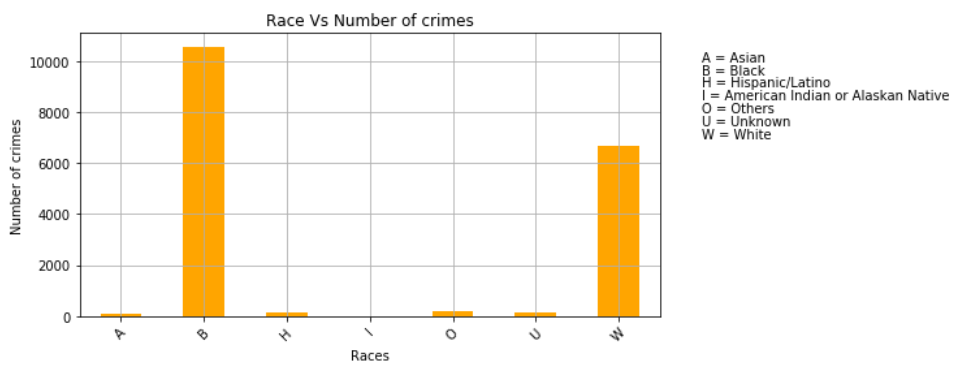 Race Vs Number of crimes
10000
8000
6000
4000
2000
0
Number of crimes
A
B
H
I
O
U
W
Races
A = Asian
B = Black
H = Hispanic/Latino
I = American Indian or Alaskan Native
O = Others
U = Unknown
W = White